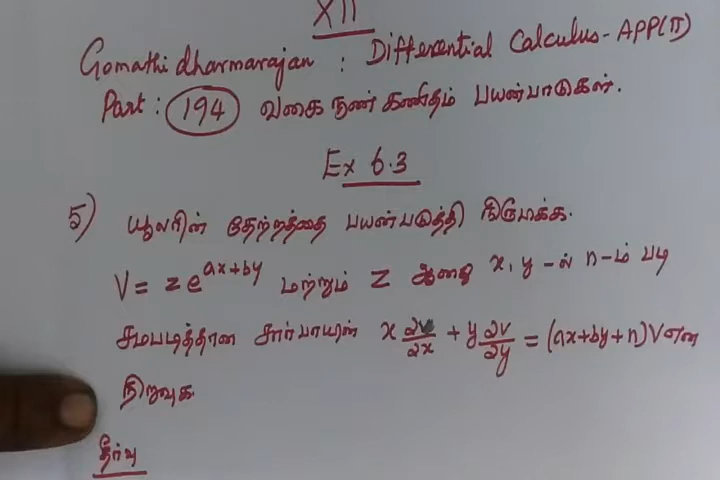 XII
Gomathi dharmarajan : Differential Calculus - APP(II)
Part : 194 வகை நுண் கணிதம் பயன்பாடுகள்.
Ex 6.3
5) யூலரின் தேற்றத்தை பயன்படுத்தி நிரூபிக்க.
V = ze^{ax+by} மற்றும் Z ஆனது x, y -ல் n-ம் படி
சமபடித்தான சார்பாயின் x ∂v/∂x + y ∂v/∂y = (ax+by+n)V என
நிறுவுக.
தீர்வு